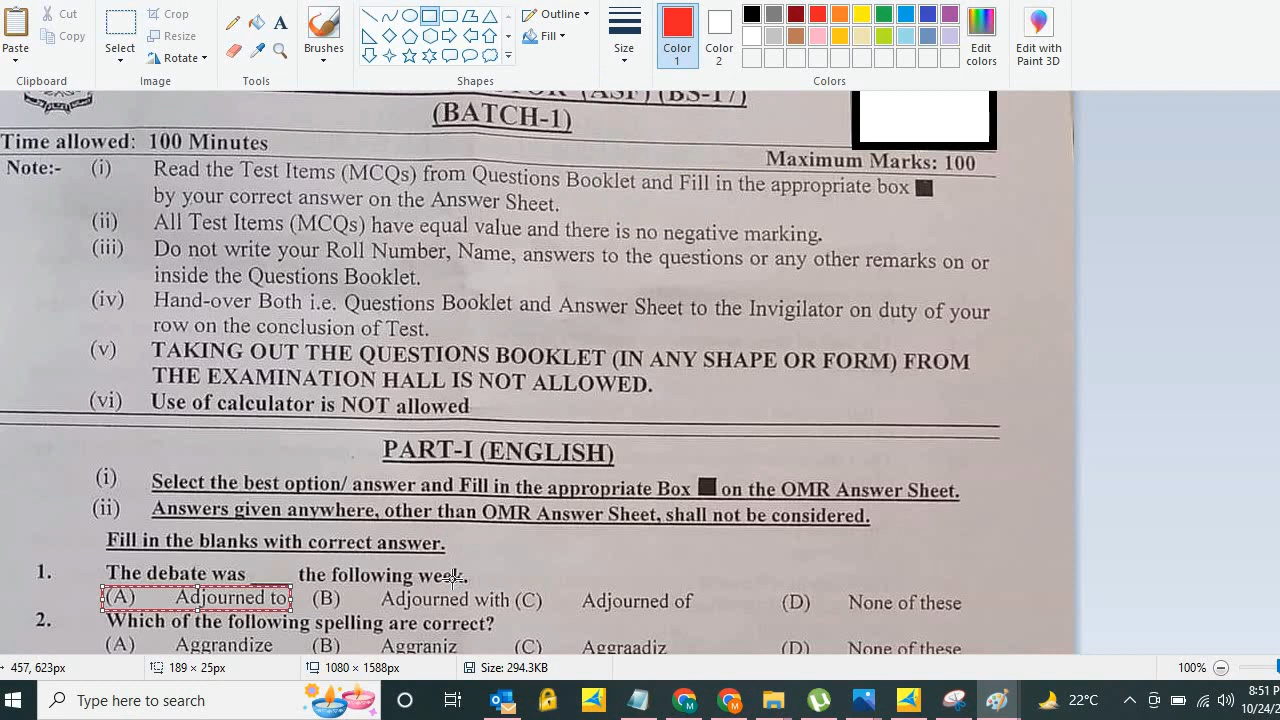 Cut
Crop
Outline
Copy
Resize
Fill
Paste
Select
Rotate
Brushes
Size
Color 1
Color 2
Edit colors
Edit with Paint 3D
Clipboard
Image
Tools
Shapes
Colors
(ASF) (BS-17)
(BATCH-1)
Time allowed: 100 Minutes
Maximum Marks: 100
Note:- (i) Read the Test Items (MCQs) from Questions Booklet and Fill in the appropriate box
by your correct answer on the Answer Sheet.
(ii) All Test Items (MCQs) have equal value and there is no negative marking.
(iii) Do not write your Roll Number, Name, answers to the questions or any other remarks on or
inside the Questions Booklet.
(iv) Hand-over Both i.e. Questions Booklet and Answer Sheet to the Invigilator on duty of your
row on the conclusion of Test.
(v) TAKING OUT THE QUESTIONS BOOKLET (IN ANY SHAPE OR FORM) FROM
THE EXAMINATION HALL IS NOT ALLOWED.
(vi) Use of calculator is NOT allowed
PART-I (ENGLISH)
(i) Select the best option/ answer and Fill in the appropriate Box on the OMR Answer Sheet.
(ii) Answers given anywhere, other than OMR Answer Sheet, shall not be considered.
Fill in the blanks with correct answer.
1. The debate was _____ the following week.
(A) Adjourned to (B) Adjourned with (C) Adjourned of (D) None of these
2. Which of the following spelling are correct?
(A) Aggrandize (B) Aggraniz (C) Aggraadiz (D) None of these
457, 623px
189 × 25px
1080 × 1588px
Size: 294.3KB
100%
Type here to search
22°C
8:51 P
10/24/2